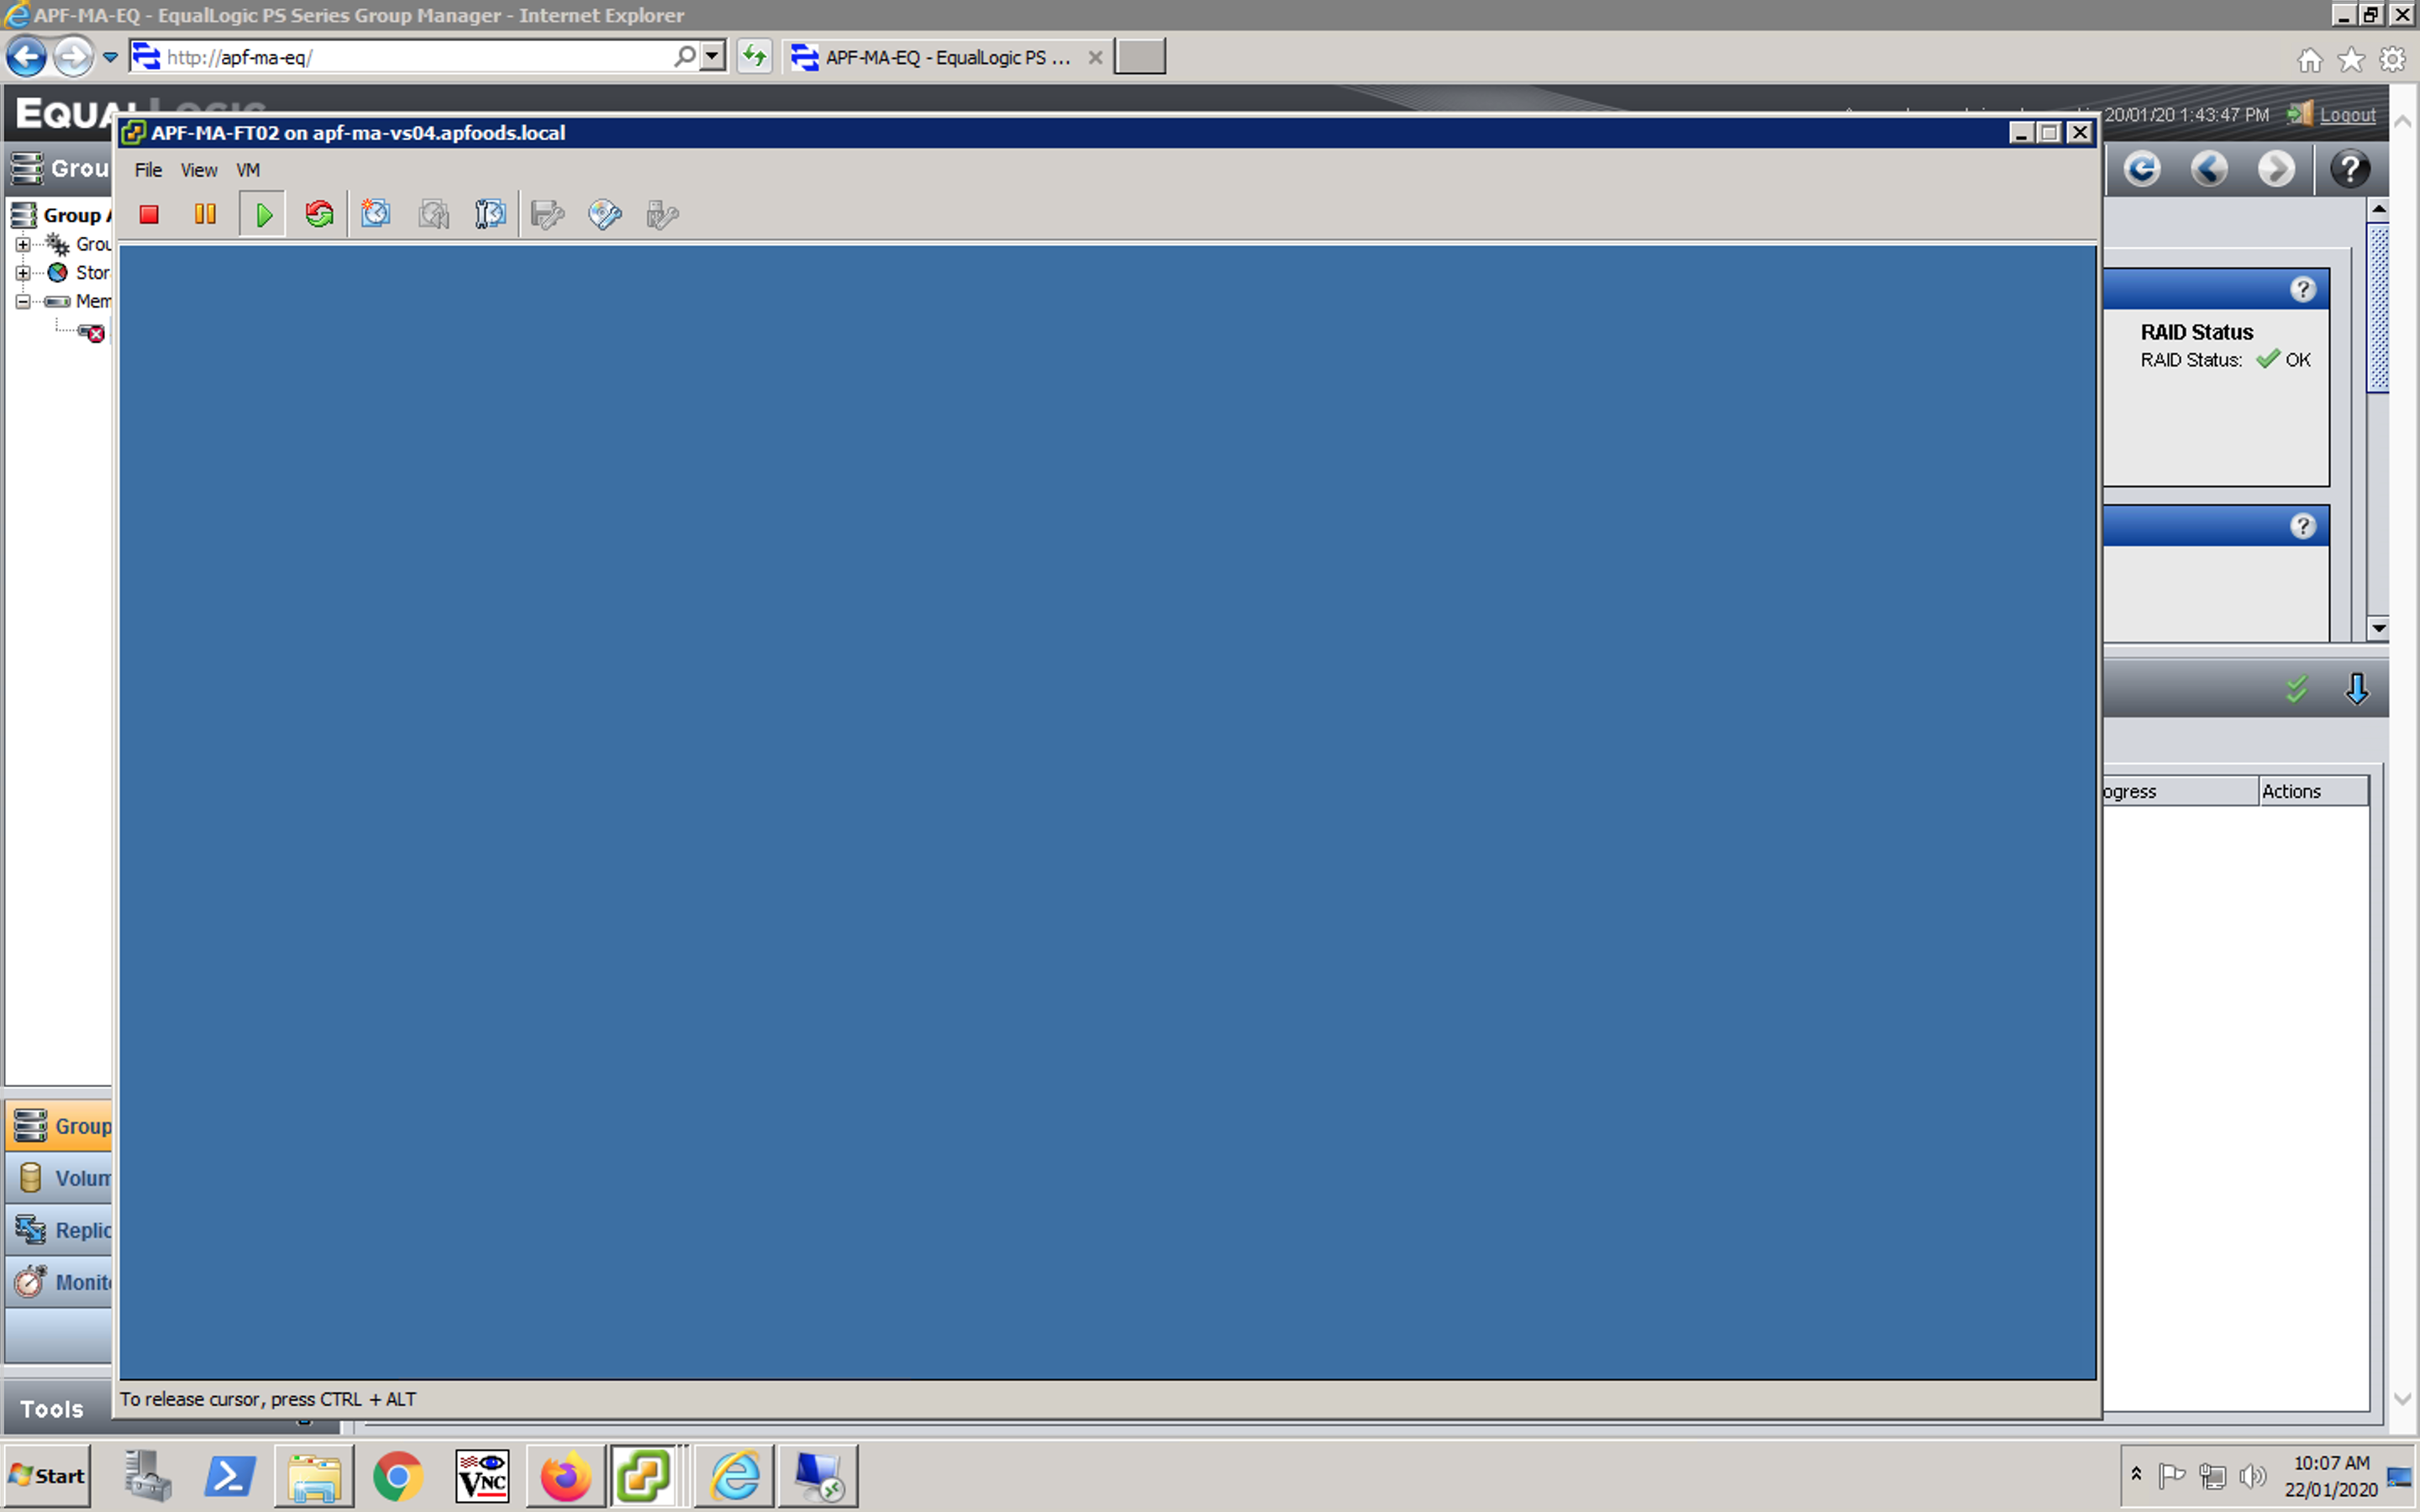 APF-MA-EQ - EqualLogic PS Series Group Manager - Internet Explorer
http://apf-ma-eq/
APF-MA-EQ - EqualLogic PS ...
20/01/20 1:43:47 PM Logout
APF-MA-FT02 on apf-ma-vs04.apfoods.local
File View VM
Grou
Group A
Grou
Stor
Mem
RAID Status
RAID Status: OK
ogress Actions
Group
Volum
Replic
Monito
Tools
To release cursor, press CTRL + ALT
Start
VNC
10:07 AM
22/01/2020